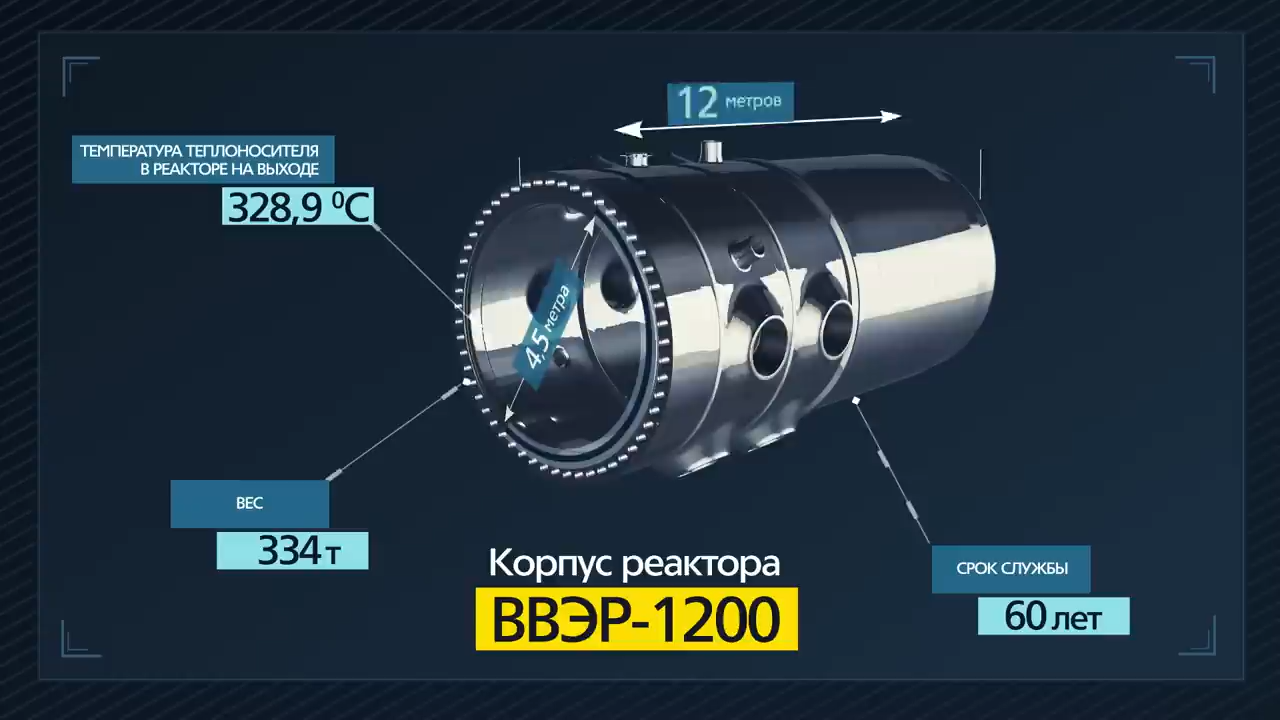 12 метров
ТЕМПЕРАТУРА ТЕПЛОНОСИТЕЛЯ
В РЕАКТОРЕ НА ВЫХОДЕ
328,9 ⁰C
4,5 метра
ВЕС
334 т
Корпус реактора
ВВЭР-1200
СРОК СЛУЖБЫ
60 лет